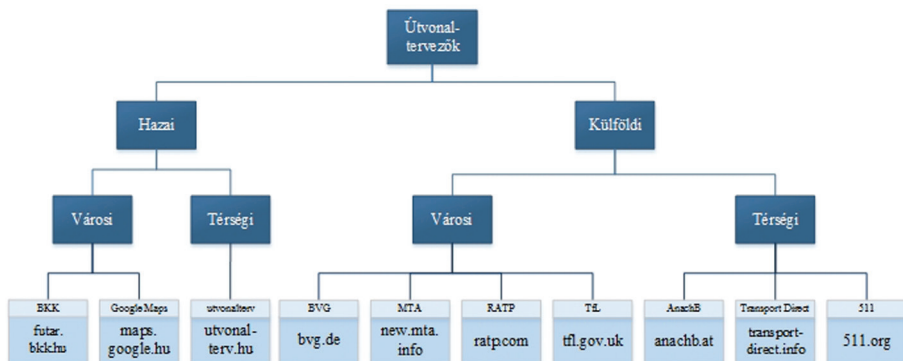 Útvonal-
tervezők
Hazai
Külföldi
Városi
Térségi
Városi
Térségi
BKK
Google Maps
utvonalterv
BVG
MTA
RATP
TfL
AnachB
Transport Direct
511
futar.
bkk.hu
maps.
google.hu
utvonal-
terv.hu
bvg.de
new.mta.
info
ratp.com
tfl.gov.uk
anachb.at
transport-
direct.info
511.org